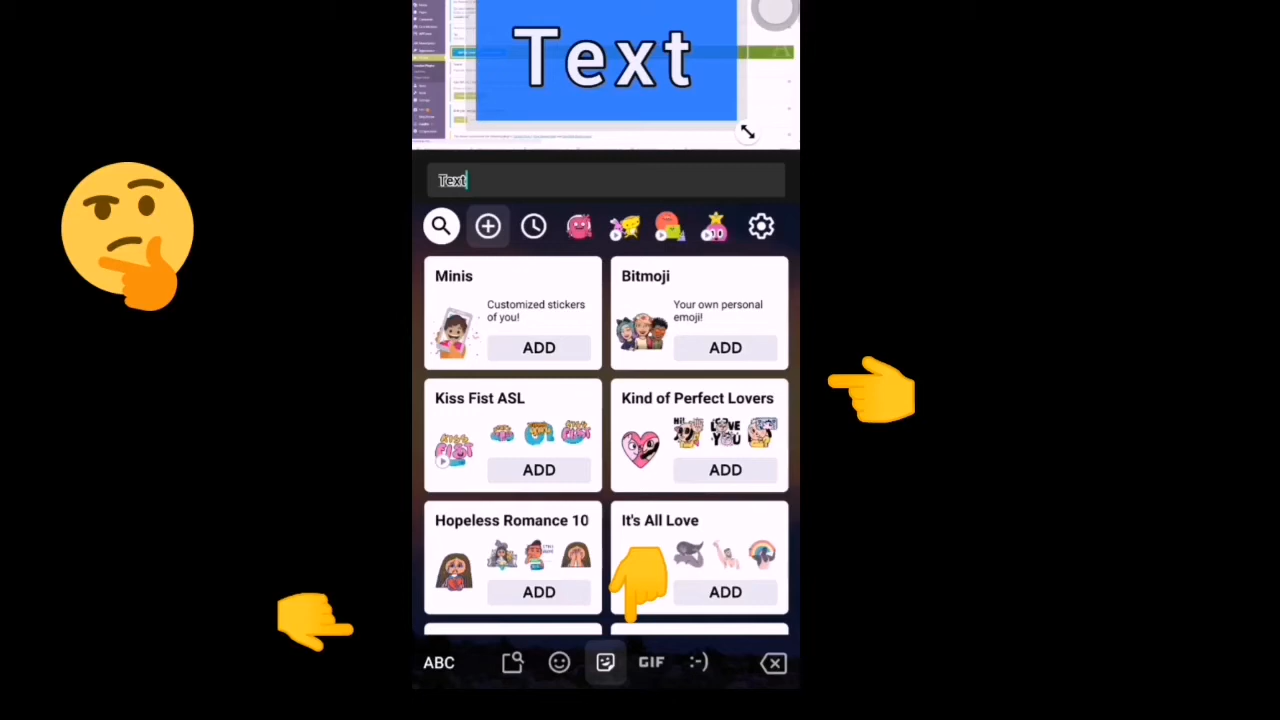 Text
Text
Minis
Customized stickers
of you!
ADD
Bitmoji
Your own personal
emoji!
ADD
Kiss Fist ASL
ADD
Kind of Perfect Lovers
ADD
Hopeless Romance 10
ADD
It's All Love
ADD
ABC
GIF
:-)